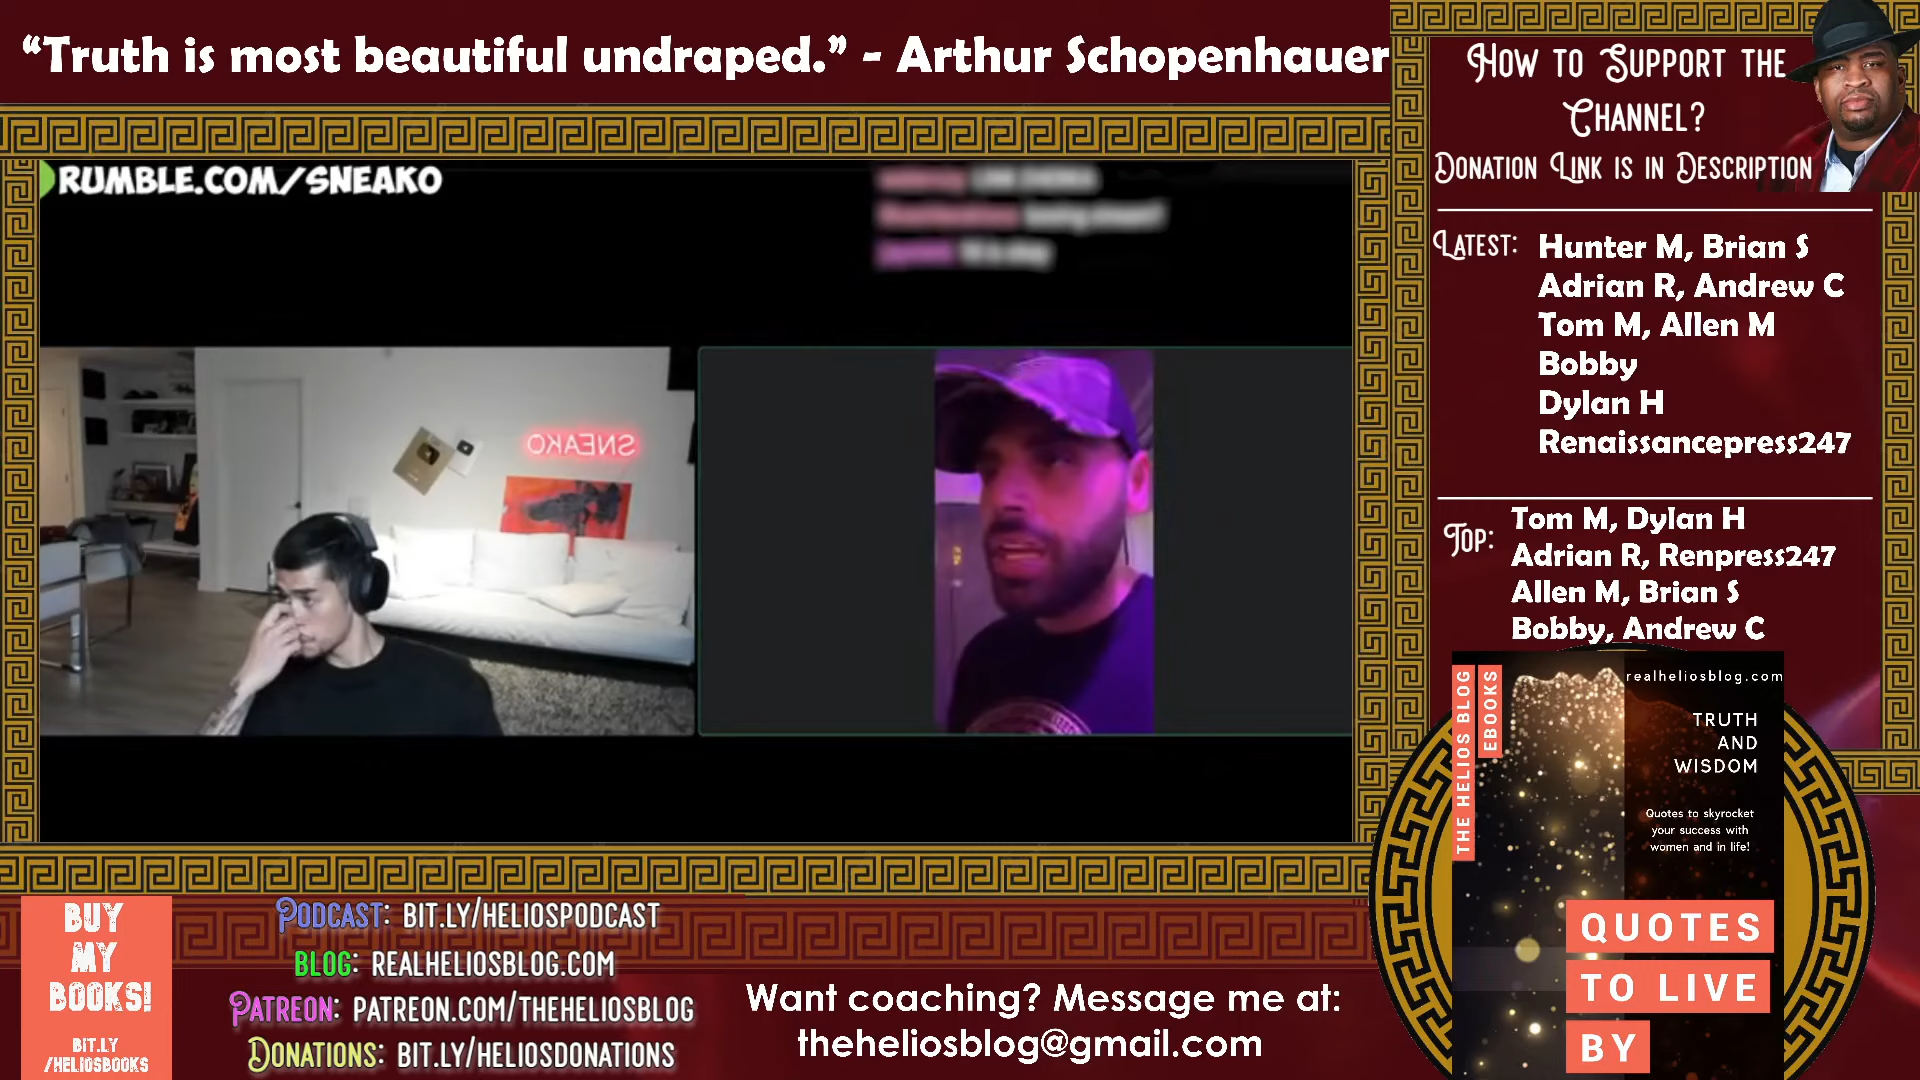 “Truth is most beautiful undraped.” - Arthur Schopenhauer
RUMBLE.COM/SNEAKO
SNEAKO
How to Support the
Channel?
Donation Link is in Description
Latest:
Hunter M, Brian S
Adrian R, Andrew C
Tom M, Allen M
Bobby
Dylan H
Renaissancepress247
Top:
Tom M, Dylan H
Adrian R, Renpress247
Allen M, Brian S
Bobby, Andrew C
THE HELIOS BLOG
EBOOKS
realheliosblog.com
TRUTH
AND
WISDOM
Quotes to skyrocket
your success with
women and in life!
QUOTES
TO LIVE
BY
BUY
MY
BOOKS!
BIT.LY
/HELIOSBOOKS
Podcast: BIT.LY/HELIOSPODCAST
BLOG: REALHELIOSBLOG.COM
Patreon: PATREON.COM/THEHELIOSBLOG
Donations: BIT.LY/HELIOSDONATIONS
Want coaching? Message me at:
theheliosblog@gmail.com